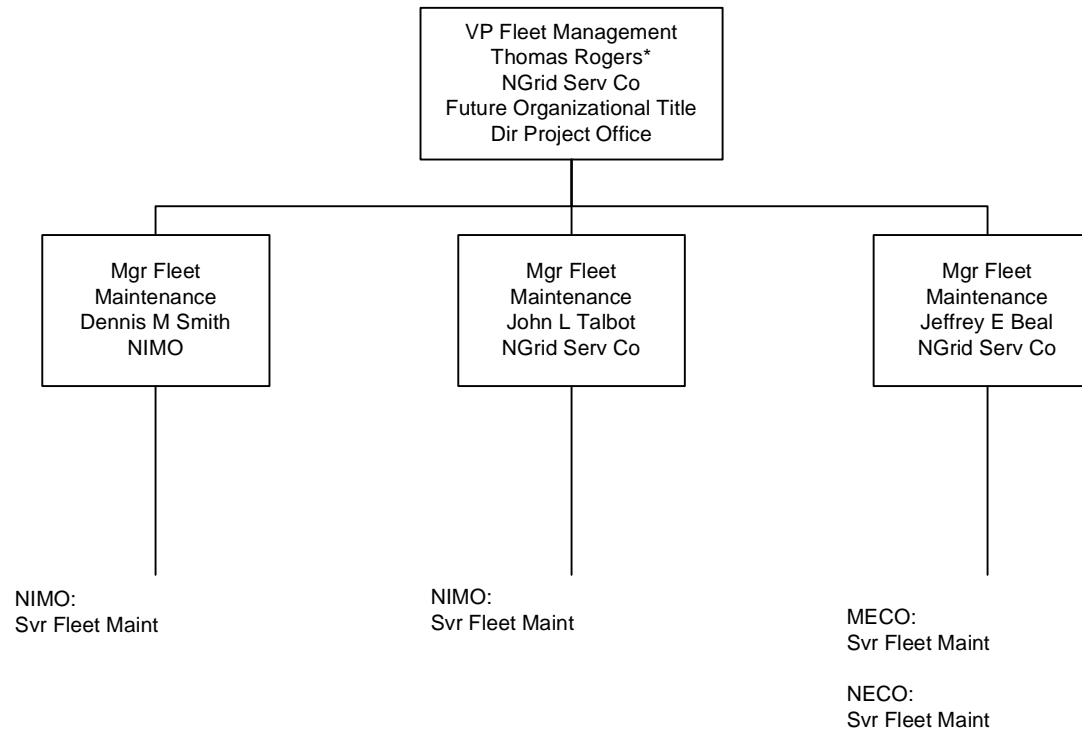 VP Fleet Management
Thomas Rogers*
NGrid Serv Co
Future Organizational Title
Dir Project Office
Mgr Fleet
Maintenance
Dennis M Smith
NIMO
Mgr Fleet
Maintenance
John L Talbot
NGrid Serv Co
Mgr Fleet
Maintenance
Jeffrey E Beal
NGrid Serv Co
NIMO:
Svr Fleet Maint
NIMO:
Svr Fleet Maint
MECO:
Svr Fleet Maint
NECO:
Svr Fleet Maint